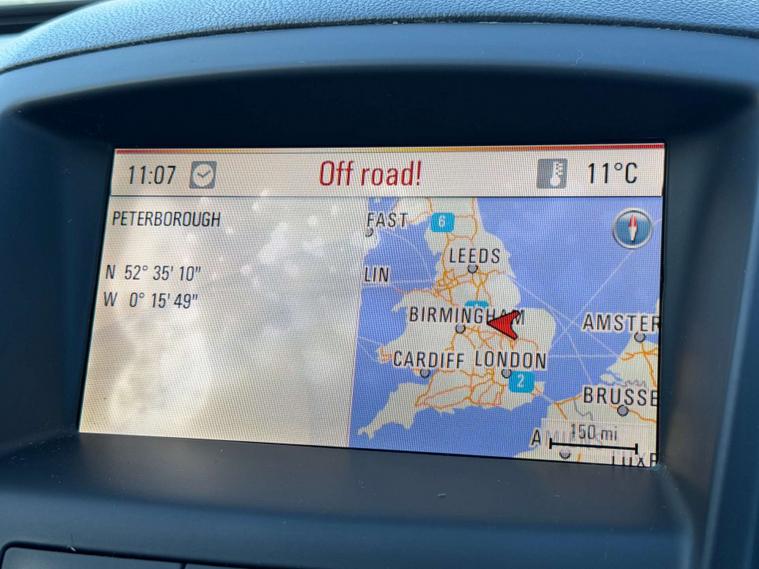 11:07 Off road! 11°C
PETERBOROUGH
N 52° 35' 10"
W 0° 15' 49"
FAST 6
LEEDS
LIN
BIRMINGHAM
AMSTER
CARDIFF LONDON
2
BRUSSE
150 mi
LUXE